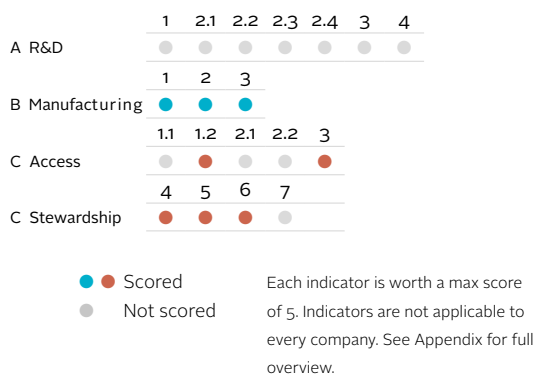 1 2.1 2.2 2.3 2.4 3 4
A R&D
1 2 3
B Manufacturing
1.1 1.2 2.1 2.2 3
C Access
4 5 6 7
C Stewardship
Scored
Not scored
Each indicator is worth a max score
of 5. Indicators are not applicable to
every company. See Appendix for full
overview.